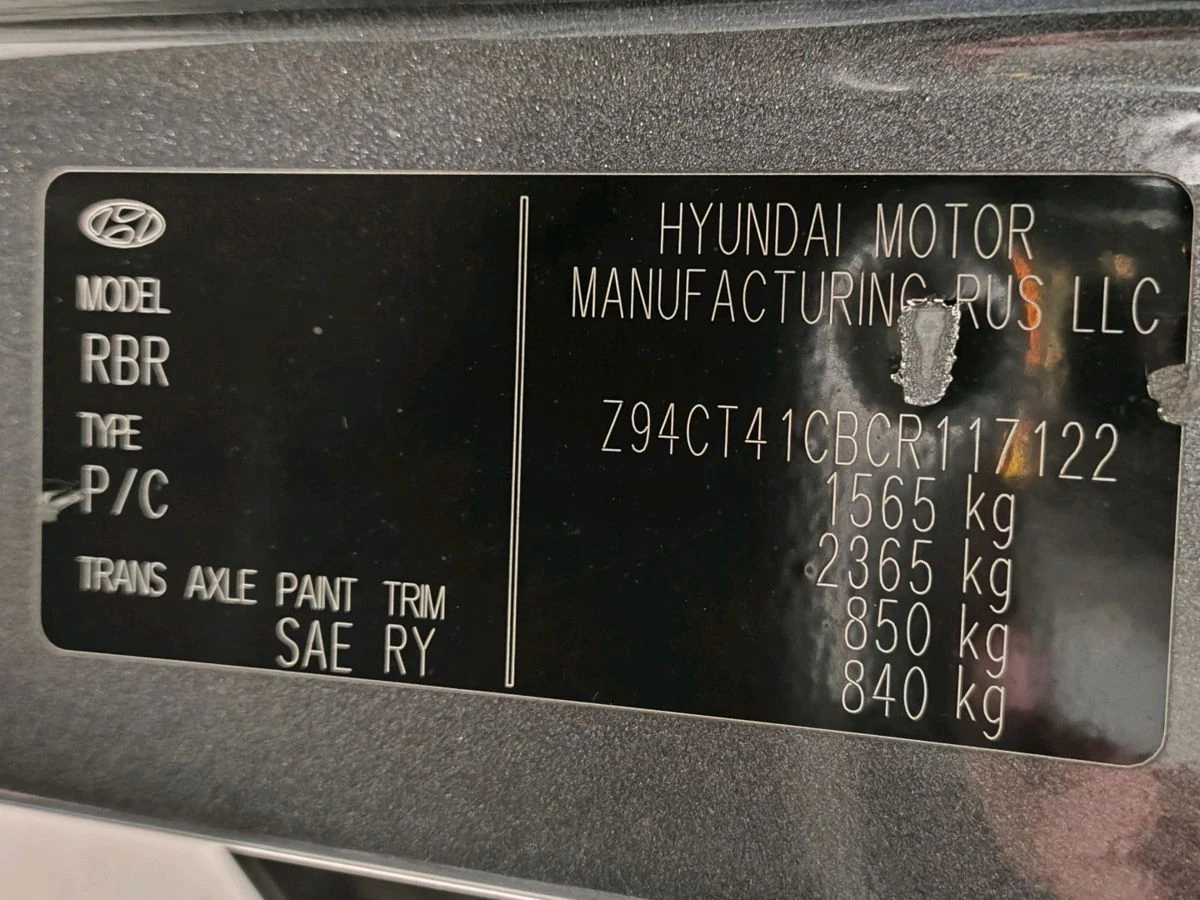 MODEL
RBR
TYPE
P/C
TRANS AXLE PAINT TRIM
SAE RY
HYUNDAI MOTOR
MANUFACTURING RUS LLC
Z94CT41CBCR117122
1565 kg
2365 kg
850 kg
840 kg